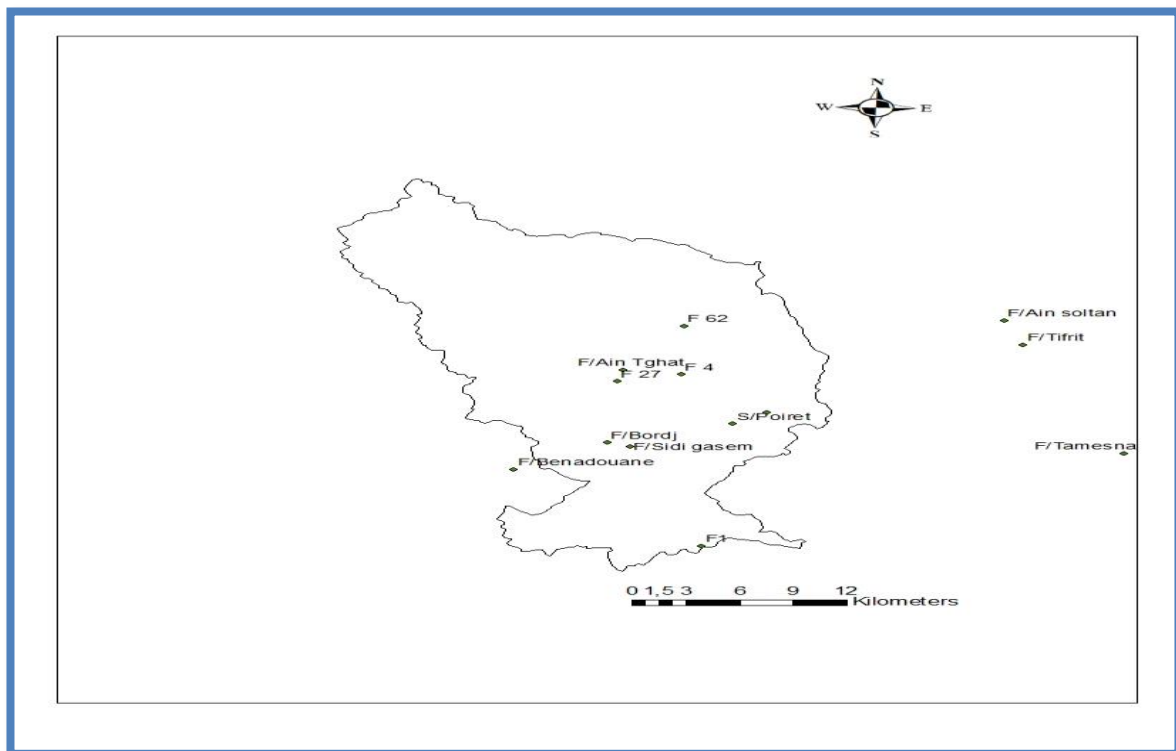 N
W E
S
F/Ain soltan
F 62
F/Tifrit
F/Ain Tghat
F 4
F 27
S/Poiret
F/Bordj
F/Sidi gasem
F/Tamesna
F/Benadouane
F1
0 1,5 3 6 9 12
Kilometers